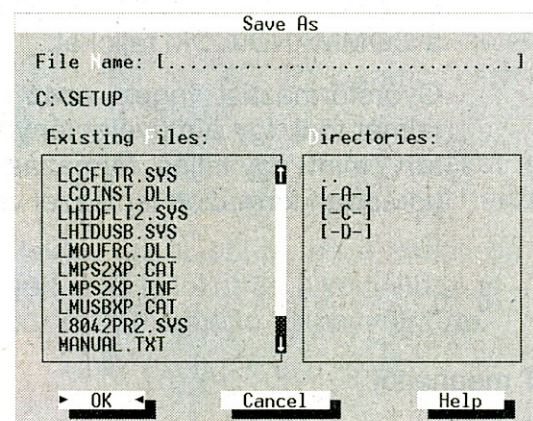 Save As
File Name: [..............................]
C:\SETUP
Existing Files:
Directories:
LCCFLTR.SYS
LCOINST.DLL
LHIDFLT2.SYS
LHIDUSB.SYS
LMOUFRC.DLL
LMPS2XP.CAT
LMPS2XP.INF
LMUSBXP.CAT
L8042PR2.SYS
MANUAL.TXT
..
[-A-]
[-C-]
[-D-]
OK
Cancel
Help